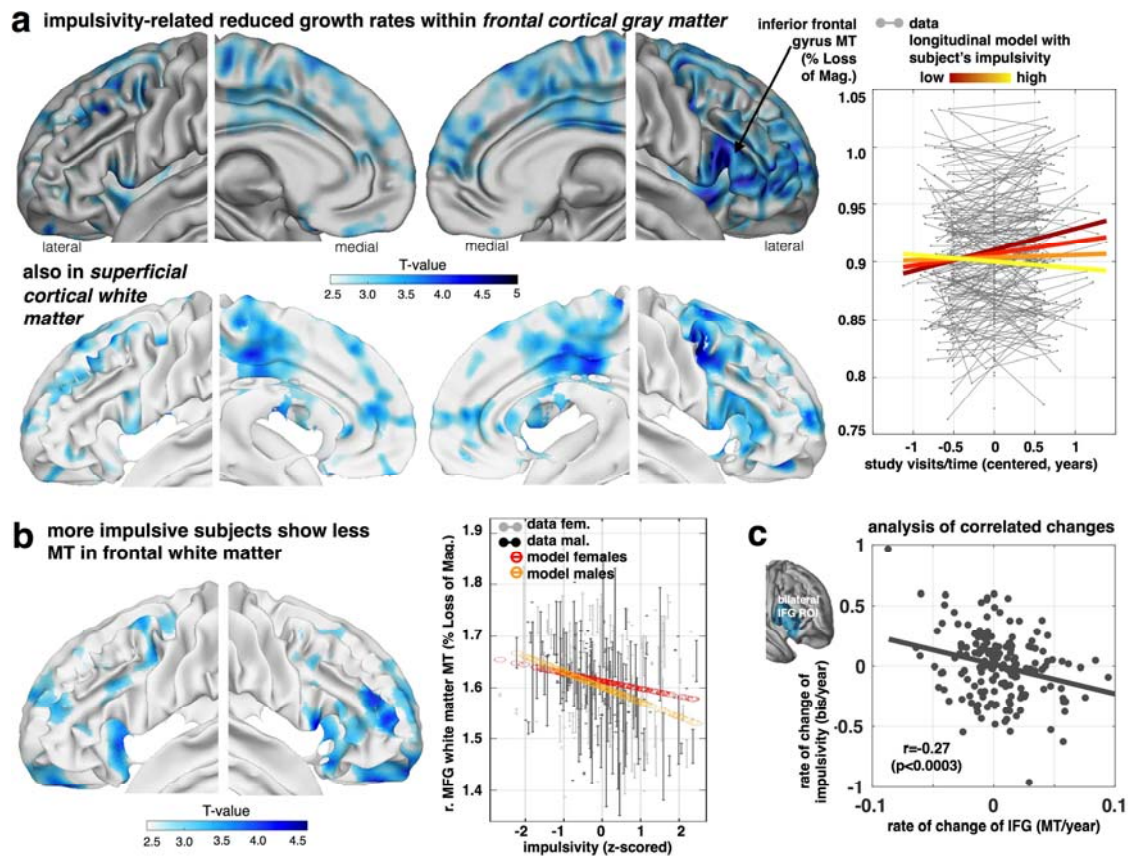 a impulsivity-related reduced growth rates within frontal cortical gray matter
inferior frontal
gyrus MT
(% Loss
of Mag.)
data
longitudinal model with
subject's impulsivity
low high
lateral
medial
medial
lateral
T-value
2.5 3.0 3.5 4.0 4.5 5
also in superficial
cortical white
matter
1.05
1.0
0.95
0.9
0.85
0.8
0.75
-1 -0.5 0 0.5 1
study visits/time (centered, years)
b more impulsive subjects show less
MT in frontal white matter
T-value
2.5 3.0 3.5 4.0 4.5
data fem.
data mal.
model females
model males
r. MFG white matter MT (% Loss of Mag.)
1.9
1.8
1.7
1.6
1.5
1.4
-2 -1 0 1 2
impulsivity (z-scored)
c analysis of correlated changes
bilateral
IFG ROI
rate of change of
impulsivity (bis/year)
1
0.5
0
-0.5
-1
r=-0.27
(p<0.0003)
-0.1 0 0.1
rate of change of IFG (MT/year)